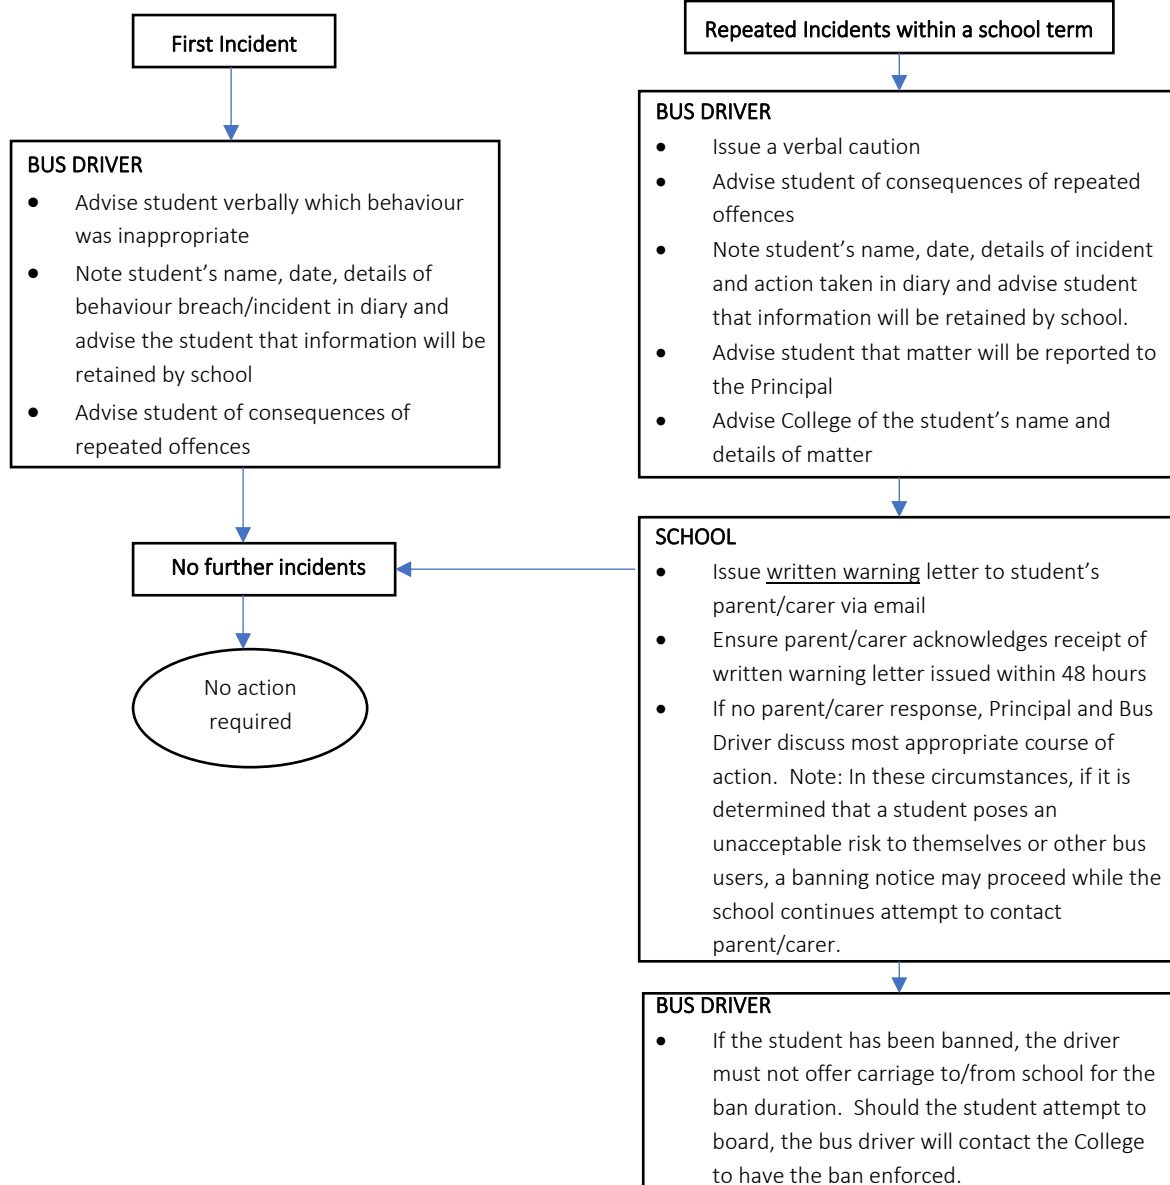 First Incident
BUS DRIVER
• Advise student verbally which behaviour
was inappropriate
• Note student’s name, date, details of
behaviour breach/incident in diary and
advise the student that information will be
retained by school
• Advise student of consequences of
repeated offences
No further incidents
No action
required
Repeated Incidents within a school term
BUS DRIVER
• Issue a verbal caution
• Advise student of consequences of repeated
offences
• Note student’s name, date, details of incident
and action taken in diary and advise student
that information will be retained by school.
• Advise student that matter will be reported to
the Principal
• Advise College of the student’s name and
details of matter
SCHOOL
• Issue written warning letter to student’s
parent/carer via email
• Ensure parent/carer acknowledges receipt of
written warning letter issued within 48 hours
• If no parent/carer response, Principal and Bus
Driver discuss most appropriate course of
action.  Note: In these circumstances, if it is
determined that a student poses an
unacceptable risk to themselves or other bus
users, a banning notice may proceed while the
school continues attempt to contact
parent/carer.
BUS DRIVER
• If the student has been banned, the driver
must not offer carriage to/from school for the
ban duration.  Should the student attempt to
board, the bus driver will contact the College
to have the ban enforced.